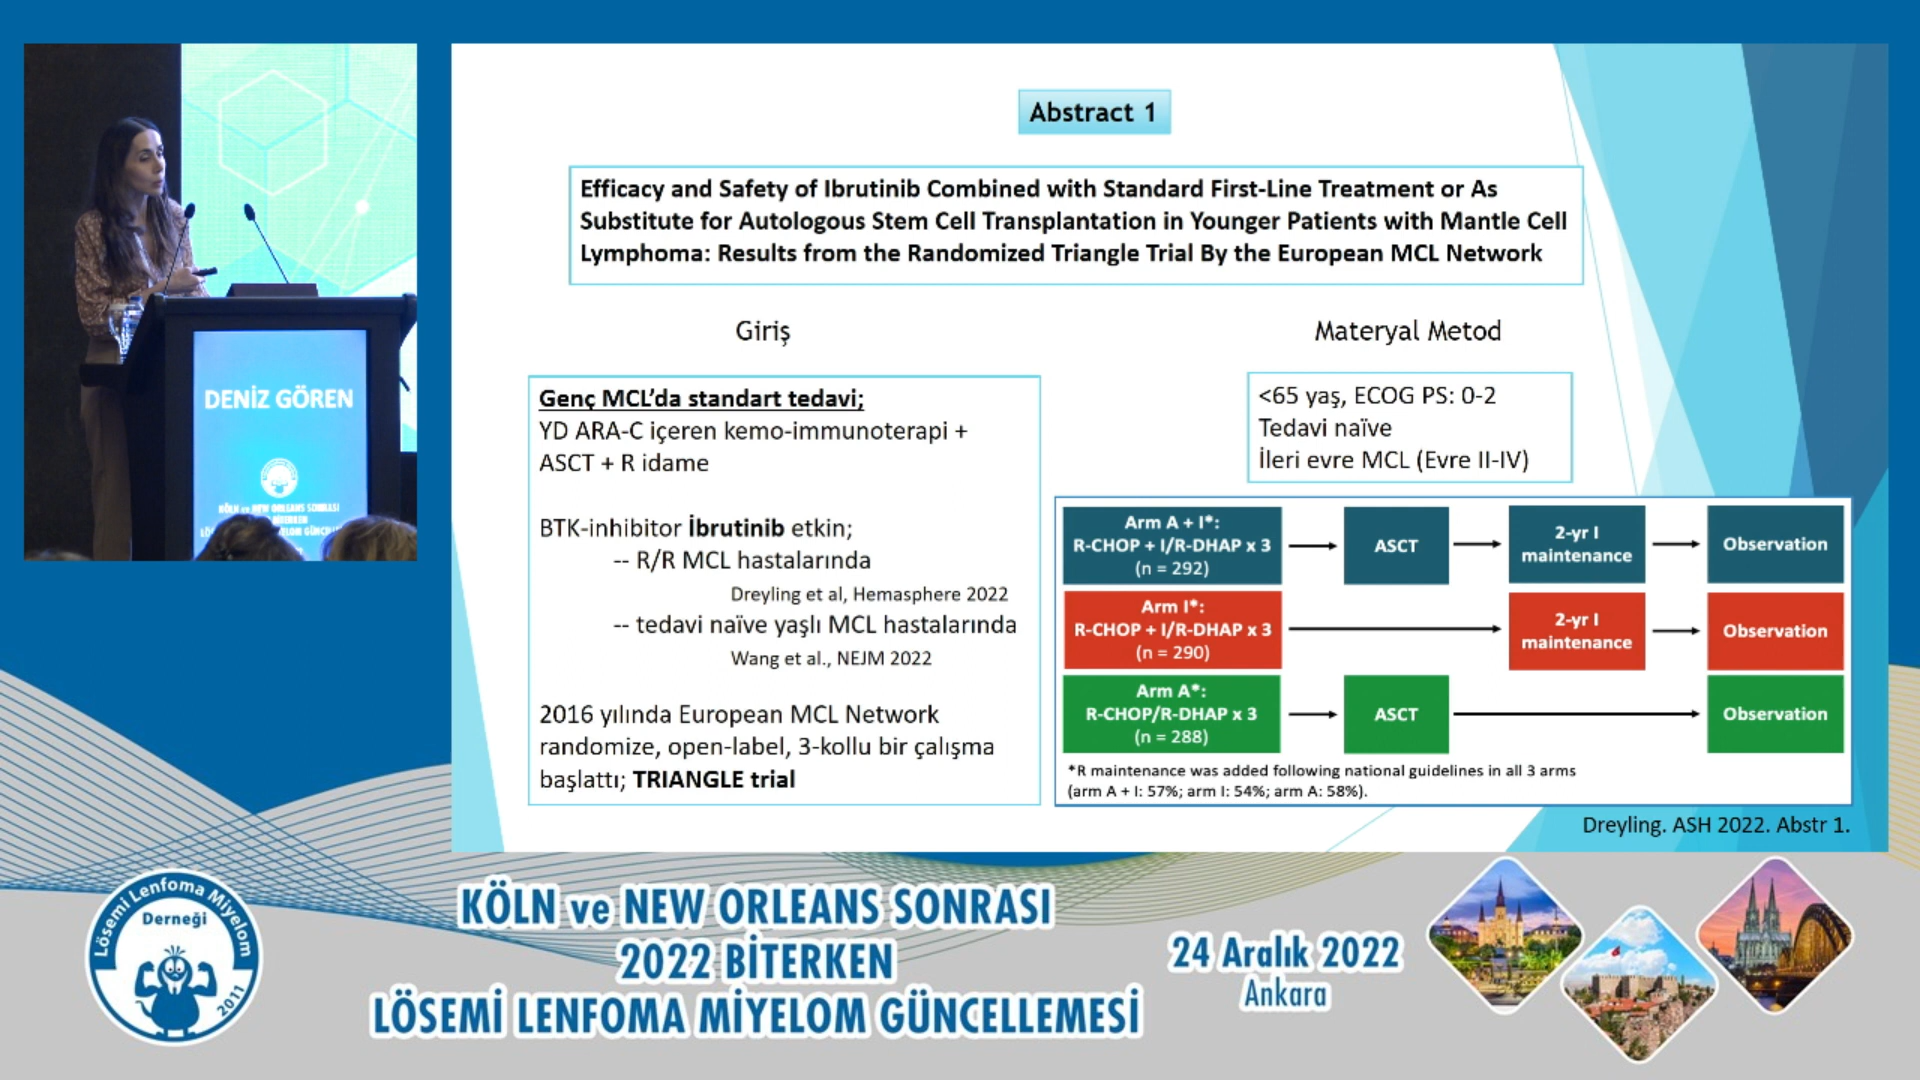 Abstract 1
Efficacy and Safety of Ibrutinib Combined with Standard First-Line Treatment or As
Substitute for Autologous Stem Cell Transplantation in Younger Patients with Mantle Cell
Lymphoma: Results from the Randomized Triangle Trial By the European MCL Network
Giriş
Genç MCL'da standart tedavi;
YD ARA-C içeren kemo-immunoterapi +
ASCT + R idame
BTK-inhibitor İbrutinib etkin;
-- R/R MCL hastalarında
Dreyling et al, Hemasphere 2022
-- tedavi naïve yaşlı MCL hastalarında
Wang et al., NEJM 2022
2016 yılında European MCL Network
randomize, open-label, 3-kollu bir çalışma
başlattı; TRIANGLE trial
Materyal Metod
<65 yaş, ECOG PS: 0-2
Tedavi naïve
İleri evre MCL (Evre II-IV)
Arm A + I*:
R-CHOP + I/R-DHAP x 3
(n = 292)
ASCT
2-yr I
maintenance
Observation
Arm I*:
R-CHOP + I/R-DHAP x 3
(n = 290)
2-yr I
maintenance
Observation
Arm A*:
R-CHOP/R-DHAP x 3
(n = 288)
ASCT
Observation
*R maintenance was added following national guidelines in all 3 arms
(arm A + I: 57%; arm I: 54%; arm A: 58%).
Dreyling. ASH 2022. Abstr 1.
DENİZ GÖREN
KÖLN ve NEW ORLEANS SONRASI
Lösemi Lenfoma Miyelom
Derneği
2011
KÖLN ve NEW ORLEANS SONRASI
2022 BİTERKEN
LÖSEMİ LENFOMA MİYELOM GÜNCELLEMESİ
24 Aralık 2022
Ankara